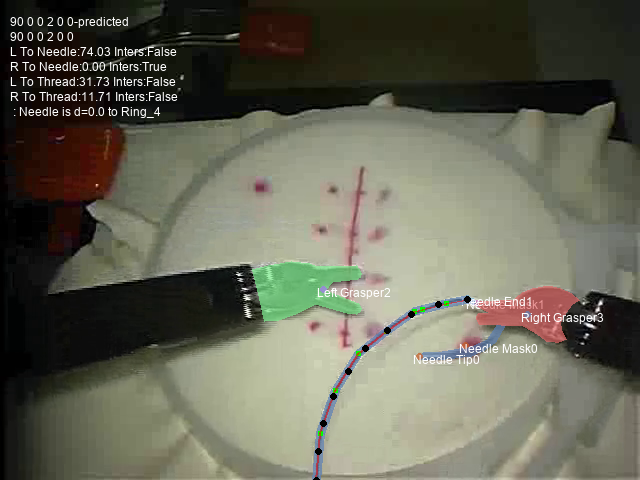 90 0 0 2 0 0-predicted
90 0 0 2 0 0
L To Needle:74.03 Inters:False
R To Needle:0.00 Inters:True
L To Thread:31.73 Inters:False
R To Thread:11.71 Inters:False
: Needle is d=0.0 to Ring_4
Left Grasper2
Needle End1
Right Grasper3
Needle Mask0
Needle Tip0